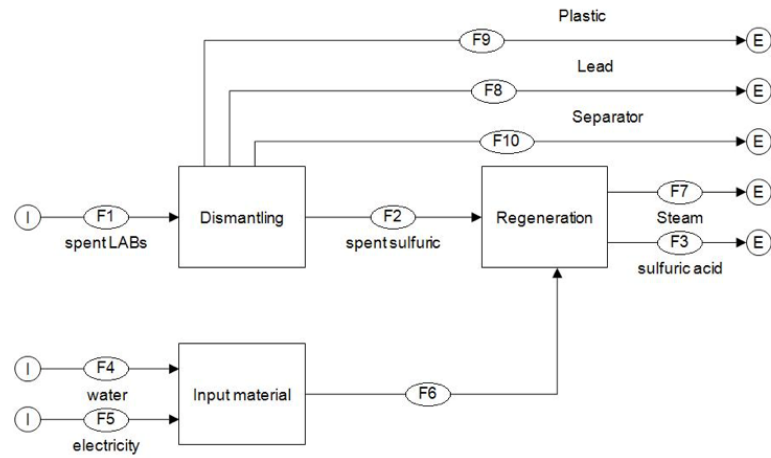 Plastic
F9
E
Lead
F8
E
Separator
F10
E
I
F1
spent LABs
Dismantling
F2
spent sulfuric
Regeneration
F7
Steam
E
F3
sulfuric acid
E
I
F4
water
Input material
F6
I
F5
electricity